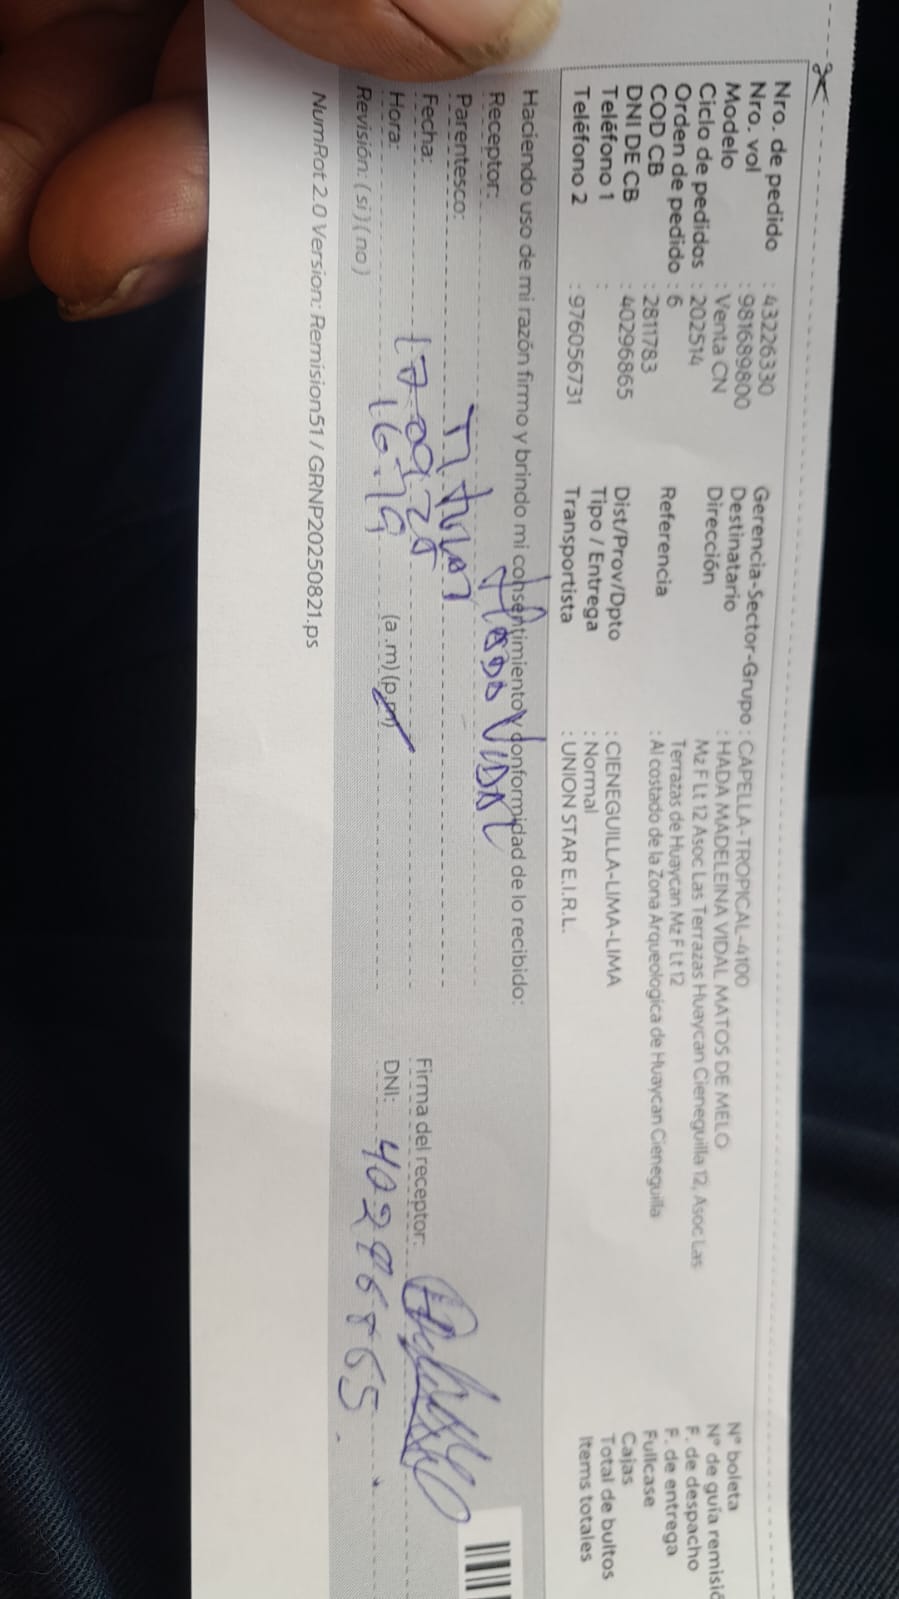 Nro. de pedido : 43226330
Nro. vol : 981689800
Modelo : Venta CN
Ciclo de pedidos : 202514
Orden de pedido : 6
COD CB : 2811783
DNI DE CB : 40296865
Teléfono 1 :
Teléfono 2 : 976056731
Gerencia-Sector-Grupo : CAPELLA-TROPICAL-4100
Destinatario : HADA MADELEINA VIDAL MATOS DE MELO
Dirección Mz F Lt 12 Asoc Las Terrazas Huaycan Cieneguilla 12, Asoc Las
Terrazas de Huaycan Mz F Lt 12
Referencia : Al costado de la Zona Arqueologica de Huaycan Cieneguilla
Dist/Prov/Dpto : CIENEGUILLA-LIMA-LIMA
Tipo / Entrega : Normal
Transportista : UNION STAR E.I.R.L.
N° boleta
N° de guía remisió
F. de despacho
F. de entrega
Fullcase
Cajas
Total de bultos
Items totales
Haciendo uso de mi razón firmo y brindo mi consentimiento y conformidad de lo recibido:
Receptor: VIDAL
Parentesco: Titular
Fecha: 17.09.25
Hora: (a .m) (p.m)
Revisión: ( si ) ( no )
Firma del receptor:
DNI: 40296865.
NumRot 2.0 Version: Remision51 / GRNP20250821.ps